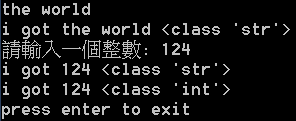 the world
i got the world <class 'str'>
請輸入一個整數: 124
i got 124 <class 'str'>
i got 124 <class 'int'>
press enter to exit